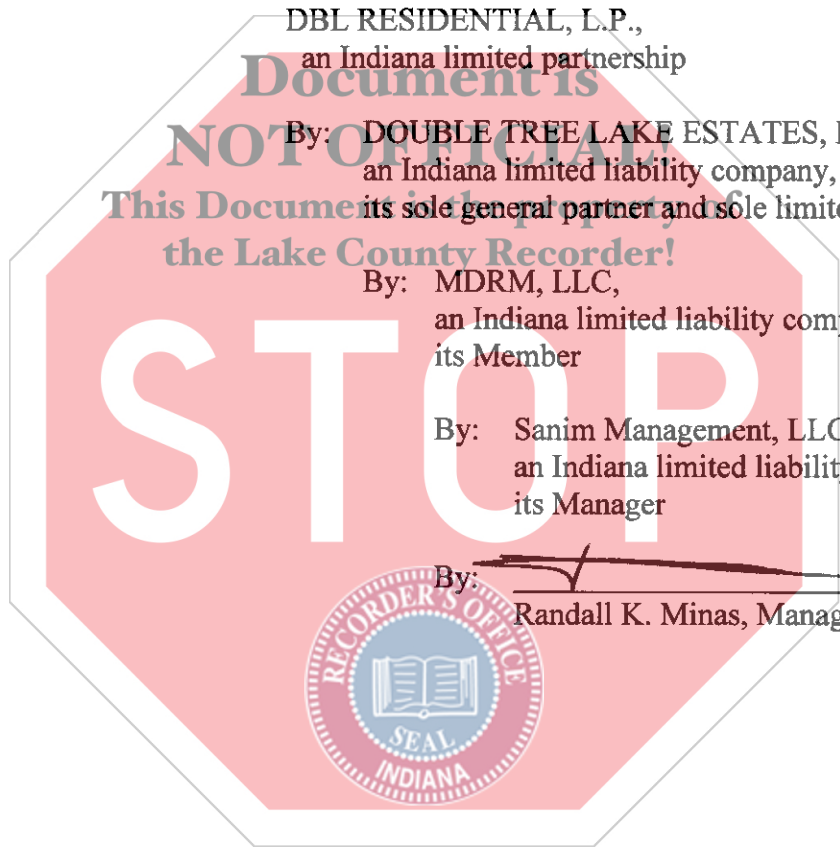 DBL RESIDENTIAL, L.P.,
an Indiana limited partnership
Document is
NOT OFFICIAL!
This Document is the property of
the Lake County Recorder!
By: DOUBLE TREE LAKE ESTATES,
an Indiana limited liability company,
its sole general partner and sole
By: MDRM, LLC,
an Indiana limited liability
its Member
STOP
By: Sanim Management, LLC
an Indiana limited
its Manager
By:
Randall K. Minas,
RECORDER'S OFFICE
SEAL
INDIANA